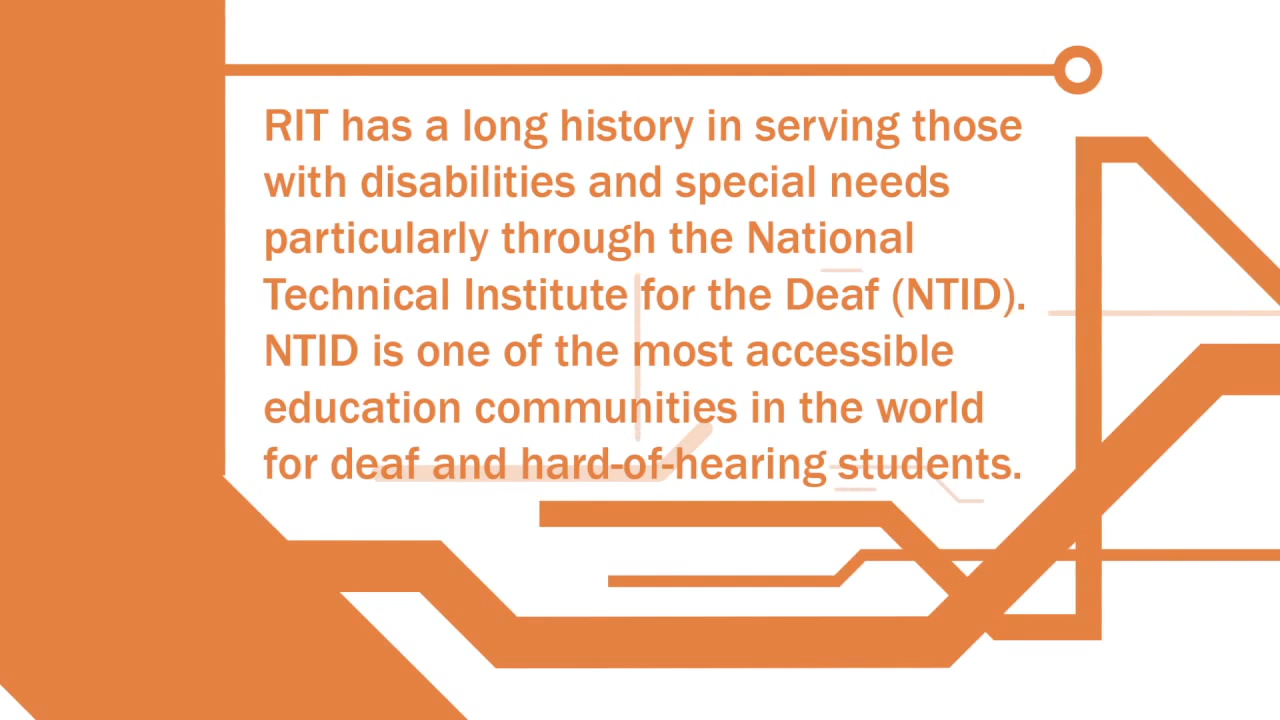 RIT has a long history in serving those
with disabilities and special needs
particularly through the National
Technical Institute for the Deaf (NTID).
NTID is one of the most accessible
education communities in the world
for deaf and hard-of-hearing students.